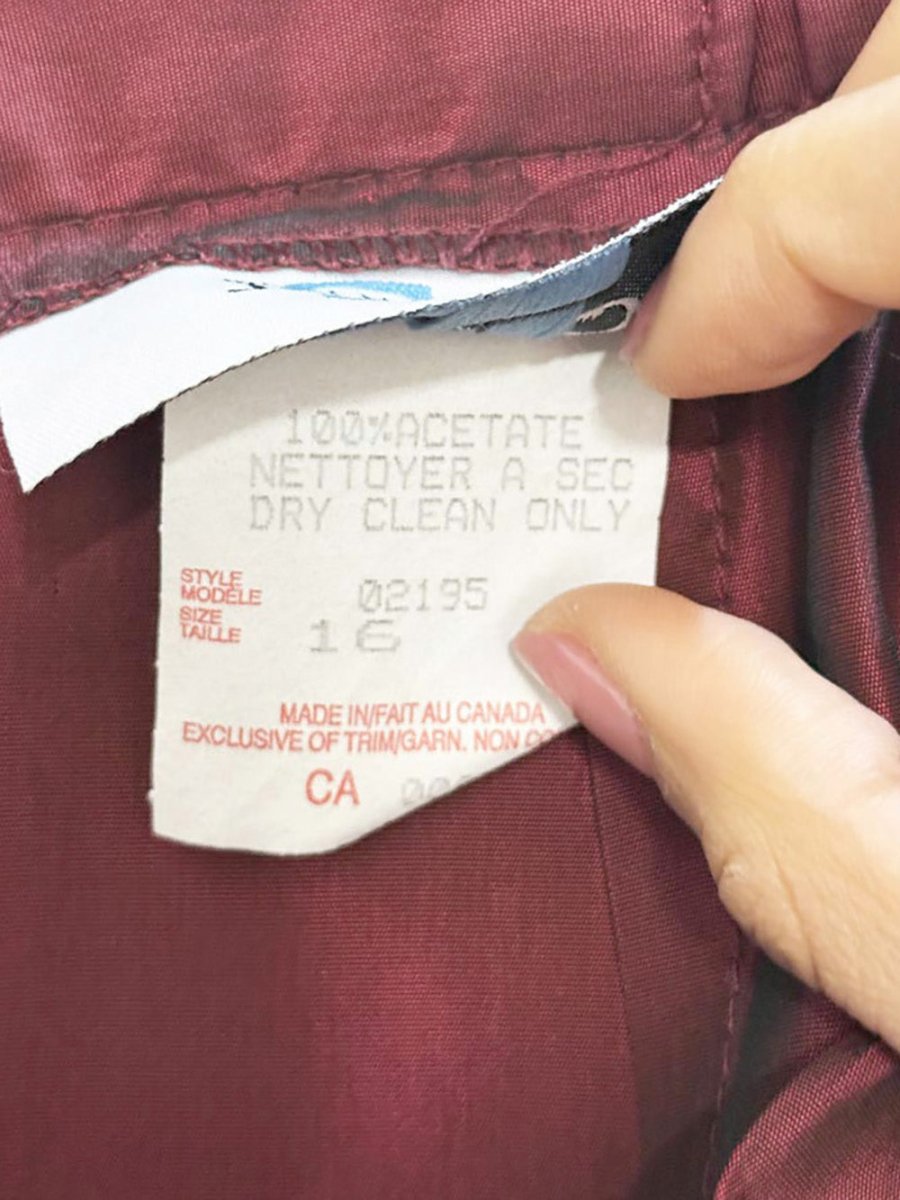 100%ACETATE
NETTOYER A SEC
DRY CLEAN ONLY
STYLE
MODÈLE 02195
SIZE
TAILLE 16
MADE IN/FAIT AU CANADA
EXCLUSIVE OF TRIM/GARN. NON
CA